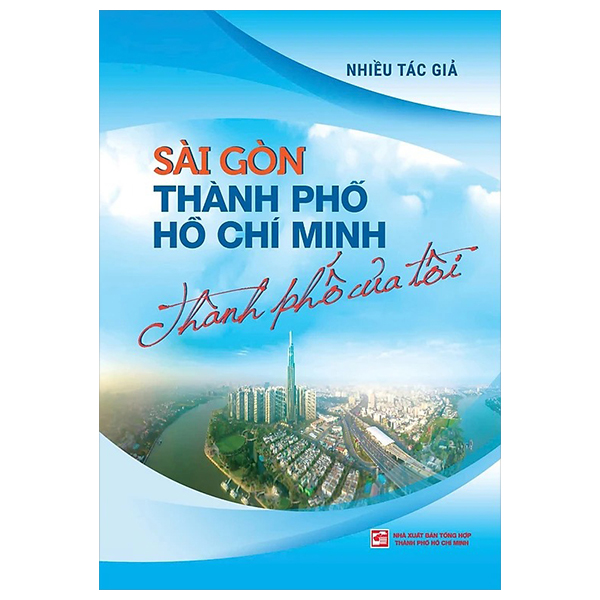 NHIỀU TÁC GIẢ
SÀI GÒN
THÀNH PHỐ
HỒ CHÍ MINH
Thành phố của tôi
NHÀ XUẤT BẢN TỔNG HỢP
THÀNH PHỐ HỒ CHÍ MINH